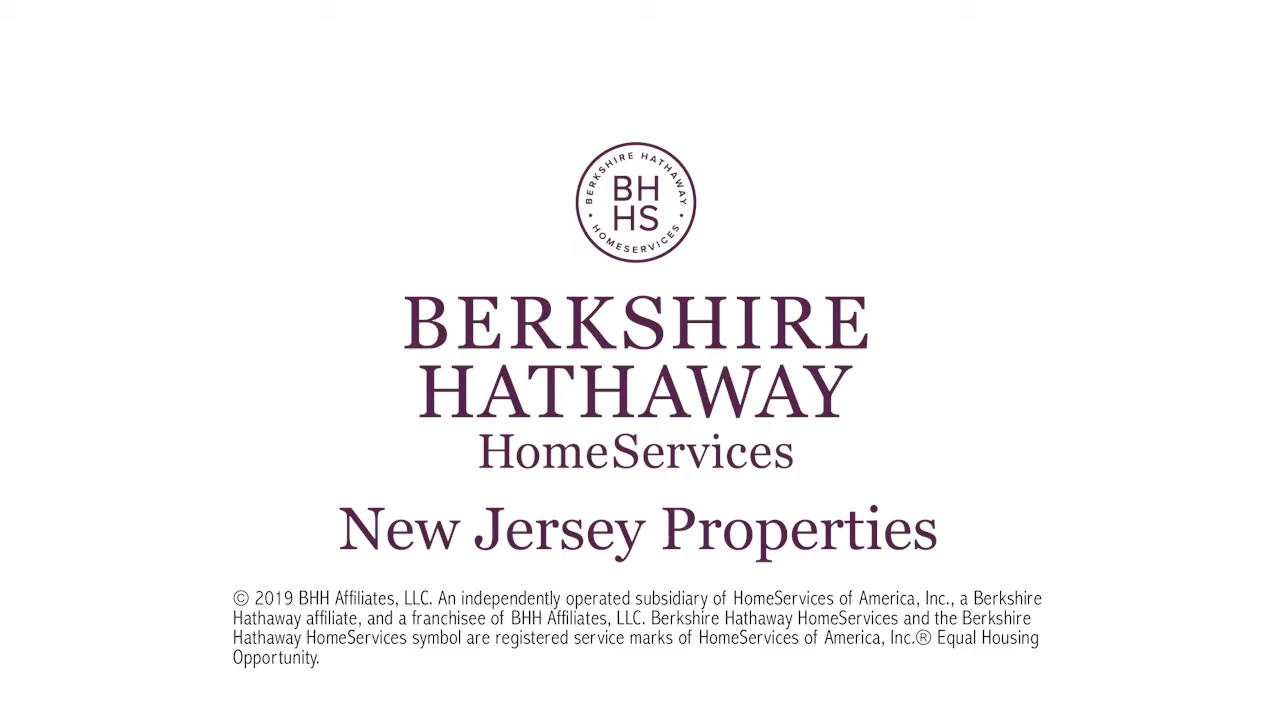 BERKSHIRE HATHAWAY
BH
HS
• HOMESERVICES •
BERKSHIRE
HATHAWAY
HomeServices
New Jersey Properties
© 2019 BHH Affiliates, LLC. An independently operated subsidiary of HomeServices of America, Inc., a Berkshire
Hathaway affiliate, and a franchisee of BHH Affiliates, LLC. Berkshire Hathaway HomeServices and the Berkshire
Hathaway HomeServices symbol are registered service marks of HomeServices of America, Inc.® Equal Housing
Opportunity.